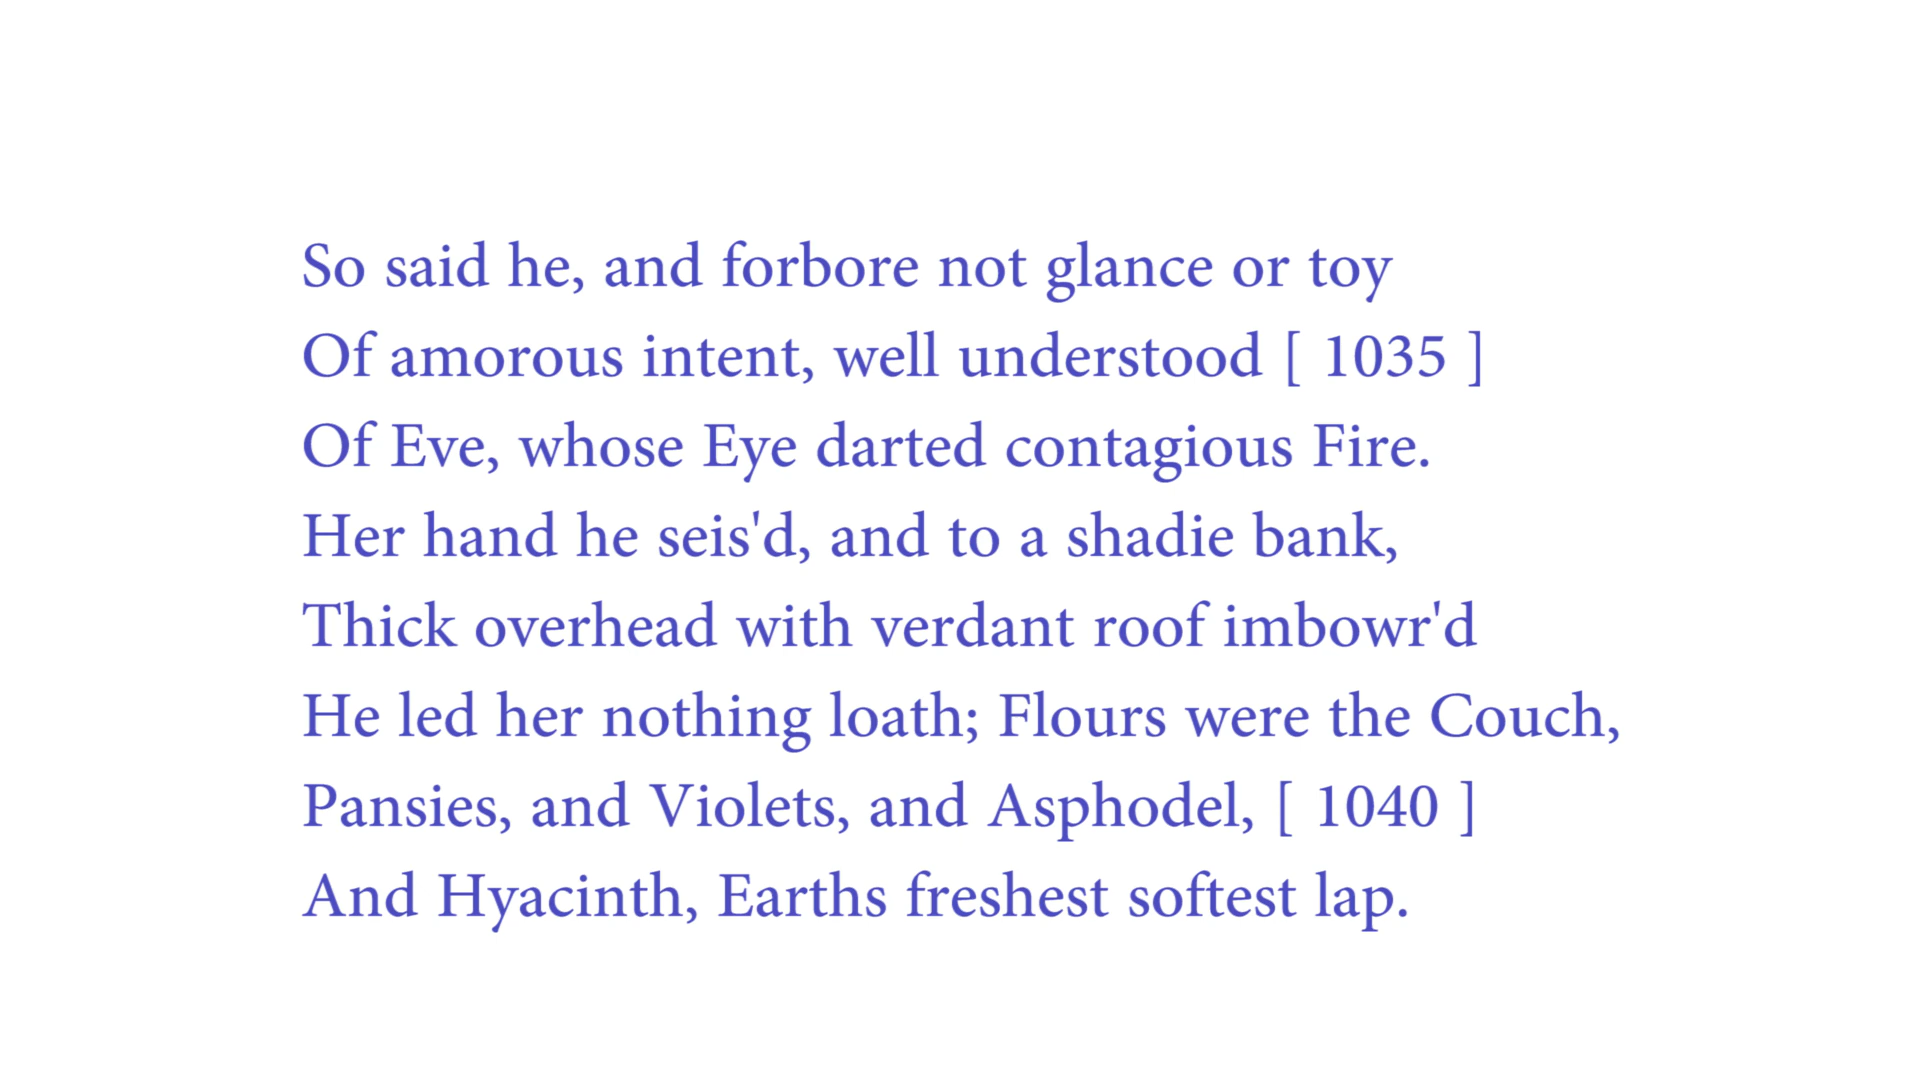 So said he, and forbore not glance or toy
Of amorous intent, well understood [ 1035 ]
Of Eve, whose Eye darted contagious Fire.
Her hand he seis'd, and to a shadie bank,
Thick overhead with verdant roof imbowr'd
He led her nothing loath; Flours were the Couch,
Pansies, and Violets, and Asphodel, [ 1040 ]
And Hyacinth, Earths freshest softest lap.